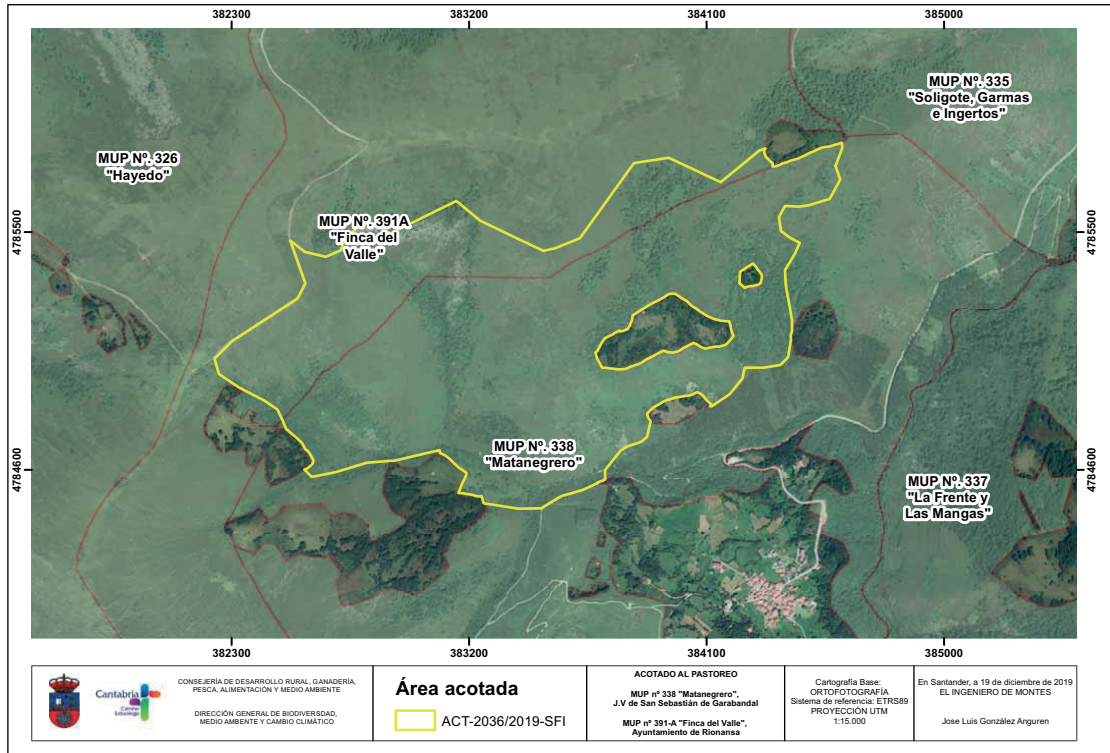 382300
383200
384100
385000
MUP Nº. 335
"Soligote, Garmas
e Ingertos"
MUP Nº. 326
"Hayedo"
MUP Nº. 391A
"Finca del
Valle"
4785500
4785500
MUP Nº. 338
"Matanegrero"
4784600
4784600
MUP Nº. 337
"La Frente y
Las Mangas"
382300
383200
384100
385000
Cantabria
Camino
Lebaniego
CONSEJERÍA DE DESARROLLO RURAL, GANADERÍA,
PESCA, ALIMENTACIÓN Y MEDIO AMBIENTE
DIRECCIÓN GENERAL DE BIODIVERSDAD,
MEDIO AMBIENTE Y CAMBIO CLIMÁTICO
Área acotada
ACT-2036/2019-SFI
ACOTADO AL PASTOREO
MUP nº 338 "Matanegrero",
J.V de San Sebastián de Garabandal
MUP nº 391-A "Finca del Valle",
Ayuntamiento de Rionansa
Cartografía Base:
ORTOFOTOGRAFÍA
Sistema de referencia: ETRS89
PROYECCIÓN UTM
1:15.000
En Santander, a 19 de diciembre de 2019
EL INGENIERO DE MONTES
Jose Luis González Anguren